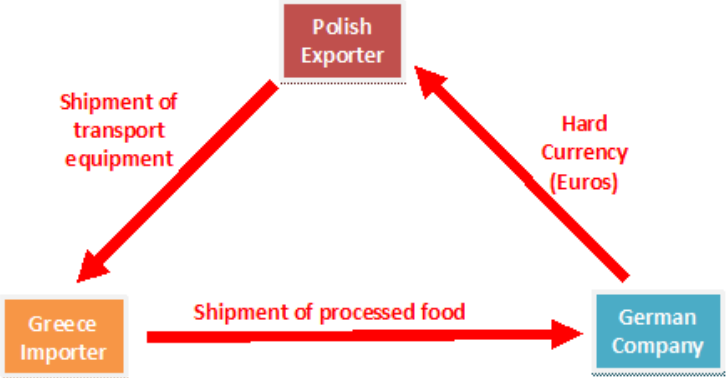 Polish
Exporter
Shipment of
transport
equipment
Hard
Currency
(Euros)
Shipment of processed food
Greece
Importer
German
Company